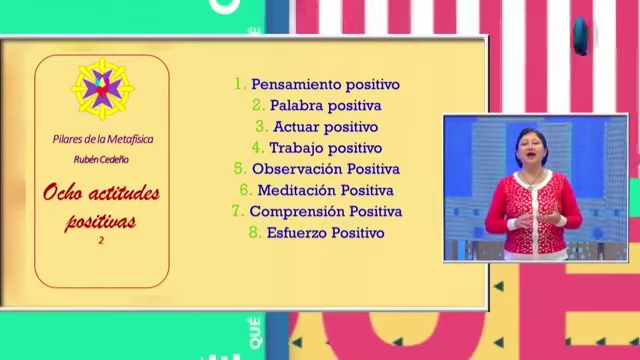 Pilares de la Metafísica
Rubén Cedeño
Ocho actitudes
positivas
2
1. Pensamiento positivo
2. Palabra positiva
3. Actuar positivo
4. Trabajo positivo
5. Observación Positiva
6. Meditación Positiva
7. Comprensión Positiva
8. Esfuerzo Positivo
QUÉ
QUÉ